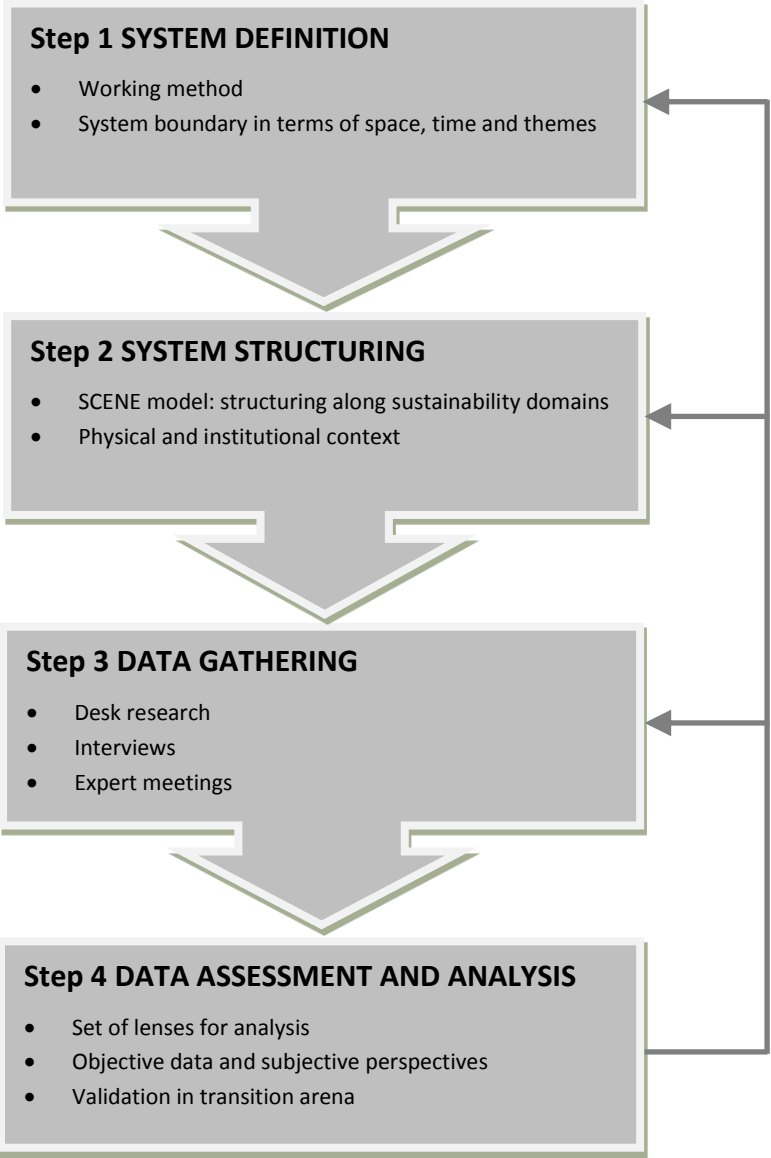 Step 1 SYSTEM DEFINITION
• Working method
• System boundary in terms of space, time and themes
Step 2 SYSTEM STRUCTURING
• SCENE model: structuring along sustainability domains
• Physical and institutional context
Step 3 DATA GATHERING
• Desk research
• Interviews
• Expert meetings
Step 4 DATA ASSESSMENT AND ANALYSIS
• Set of lenses for analysis
• Objective data and subjective perspectives
• Validation in transition arena